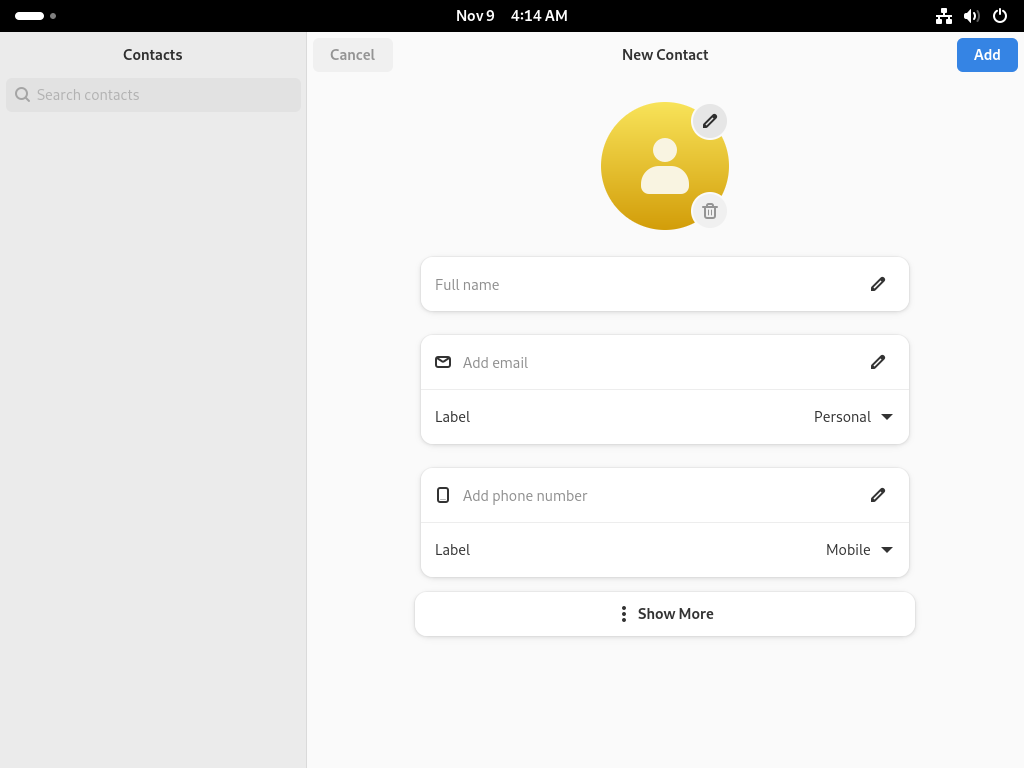 Nov 9 4:14 AM
Contacts
Cancel
New Contact
Add
Search contacts
Full name
Add email
Label
Personal
Add phone number
Label
Mobile
Show More